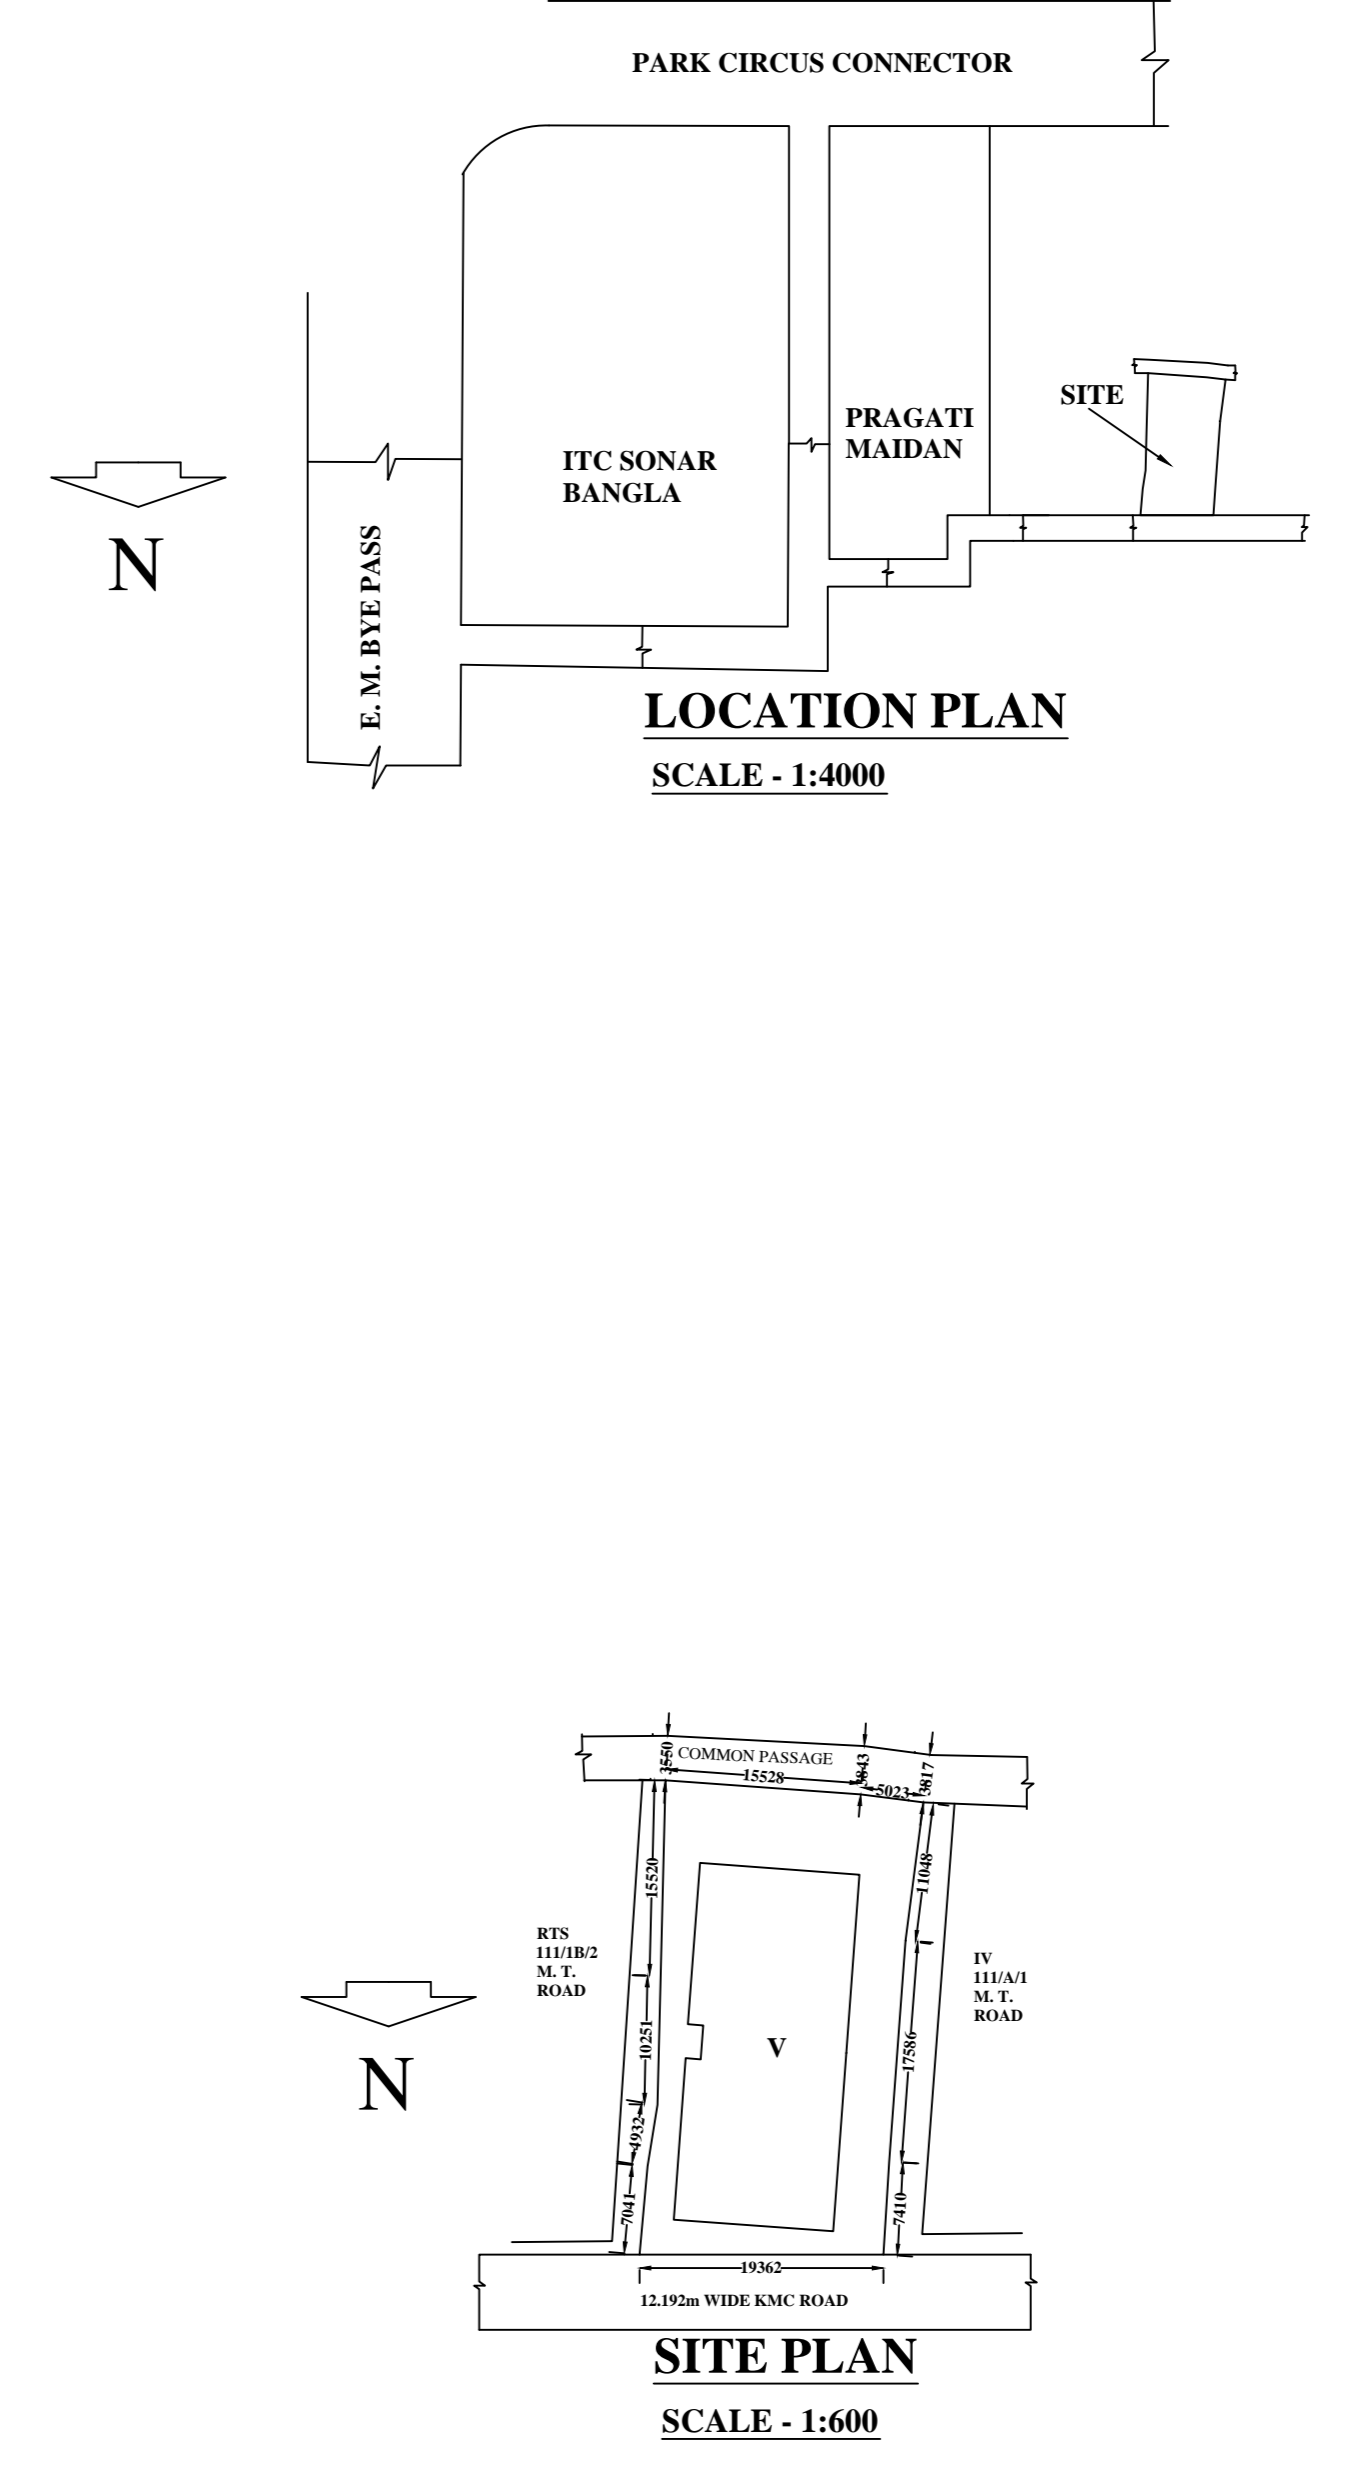 PARK CIRCUS CONNECTOR
SITE
PRAGATI
MAIDAN
ITC SONAR
BANGLA
N
E. M. BYE PASS
LOCATION PLAN
SCALE - 1:4000
3550
COMMON PASSAGE
15528
3843
5023
3817
15520
11048
RTS
111/1B/2
M. T.
ROAD
IV
111/A/1
M. T.
ROAD
10251
V
17586
N
4932
7041
7410
19362
12.192m WIDE KMC ROAD
SITE PLAN
SCALE - 1:600